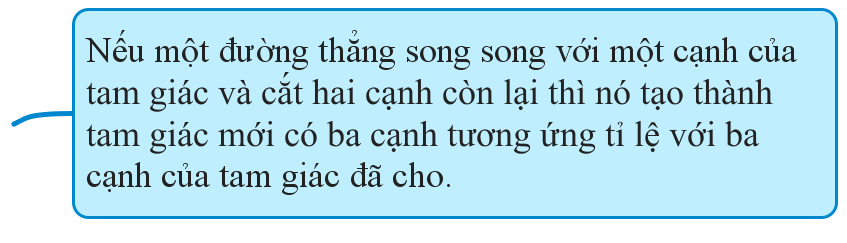 Nếu một đường thẳng song song với một cạnh của
tam giác và cắt hai cạnh còn lại thì nó tạo thành
tam giác mới có ba cạnh tương ứng tỉ lệ với ba
cạnh của tam giác đã cho.